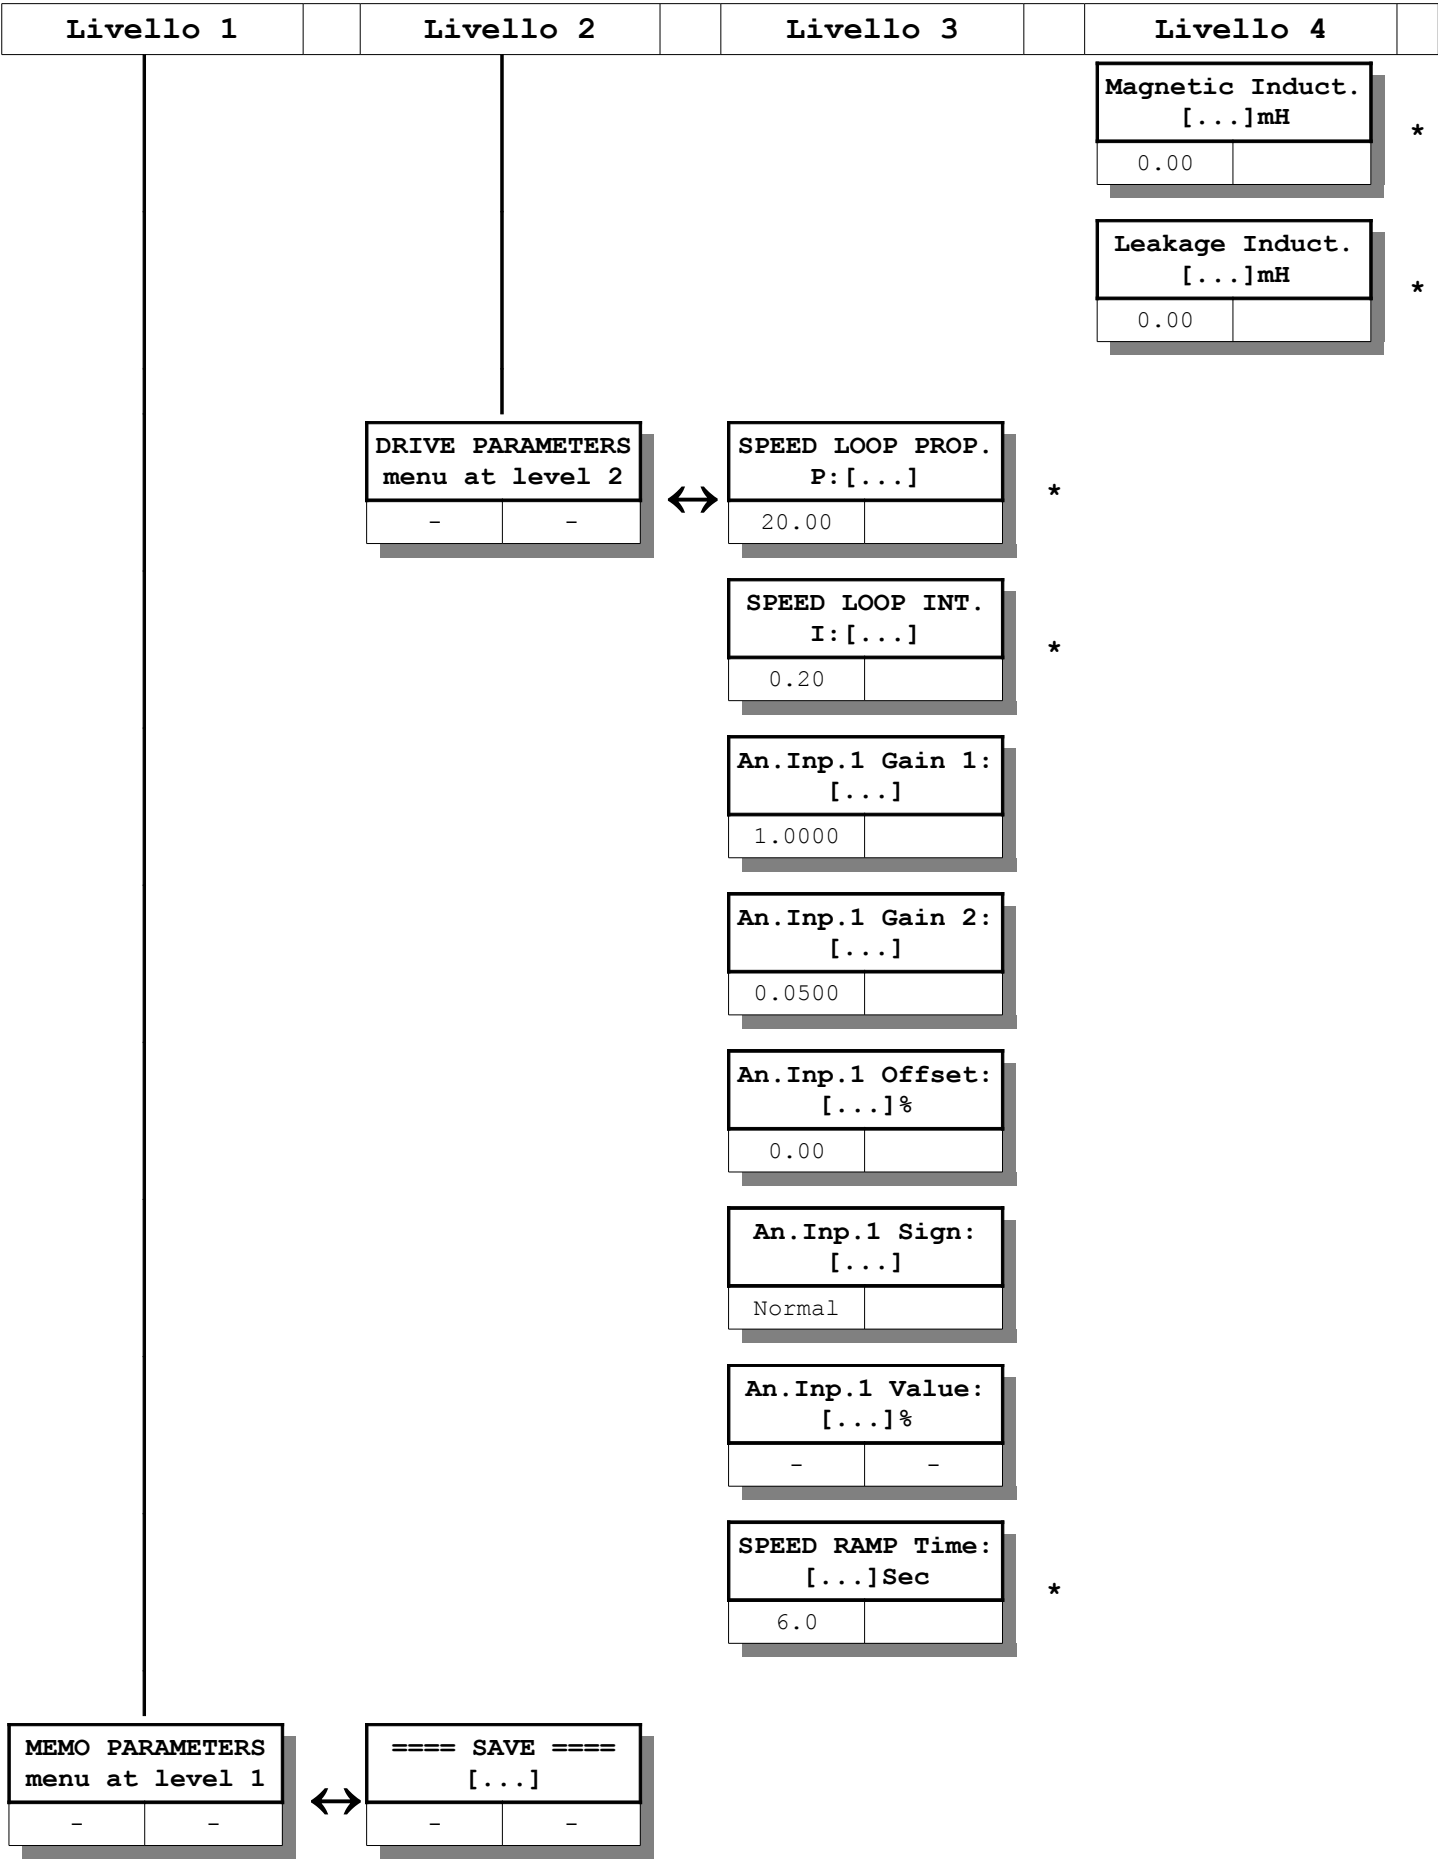 Livello 1 Livello 2 Livello 3 Livello 4
Magnetic Induct.
[...]mH
*
0.00
Leakage Induct.
[...]mH
*
0.00
DRIVE PARAMETERS
menu at level 2
- -
↔
SPEED LOOP PROP.
P:[...]
*
20.00
SPEED LOOP INT.
I:[...]
*
0.20
An.Inp.1 Gain 1:
[...]
1.0000
An.Inp.1 Gain 2:
[...]
0.0500
An.Inp.1 Offset:
[...]%
0.00
An.Inp.1 Sign:
[...]
Normal
An.Inp.1 Value:
[...]%
- -
SPEED RAMP Time:
[...]Sec
*
6.0
MEMO PARAMETERS
menu at level 1
- -
↔
==== SAVE ====
[...]
- -